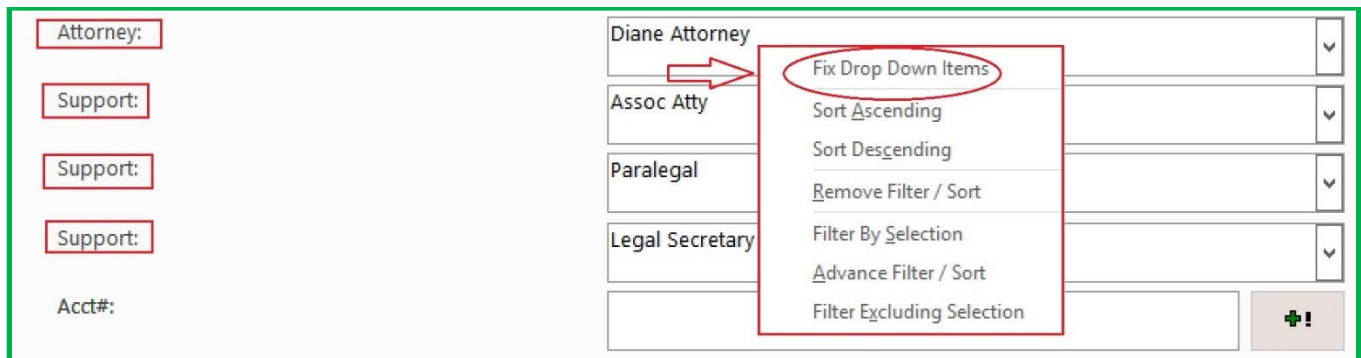 Attorney:
Diane Attorney
Fix Drop Down Items
Support:
Assoc Atty
Sort Ascending
Sort Descending
Support:
Paralegal
Remove Filter / Sort
Support:
Legal Secretary
Filter By Selection
Advance Filter / Sort
Acct#:
Filter Excluding Selection
!